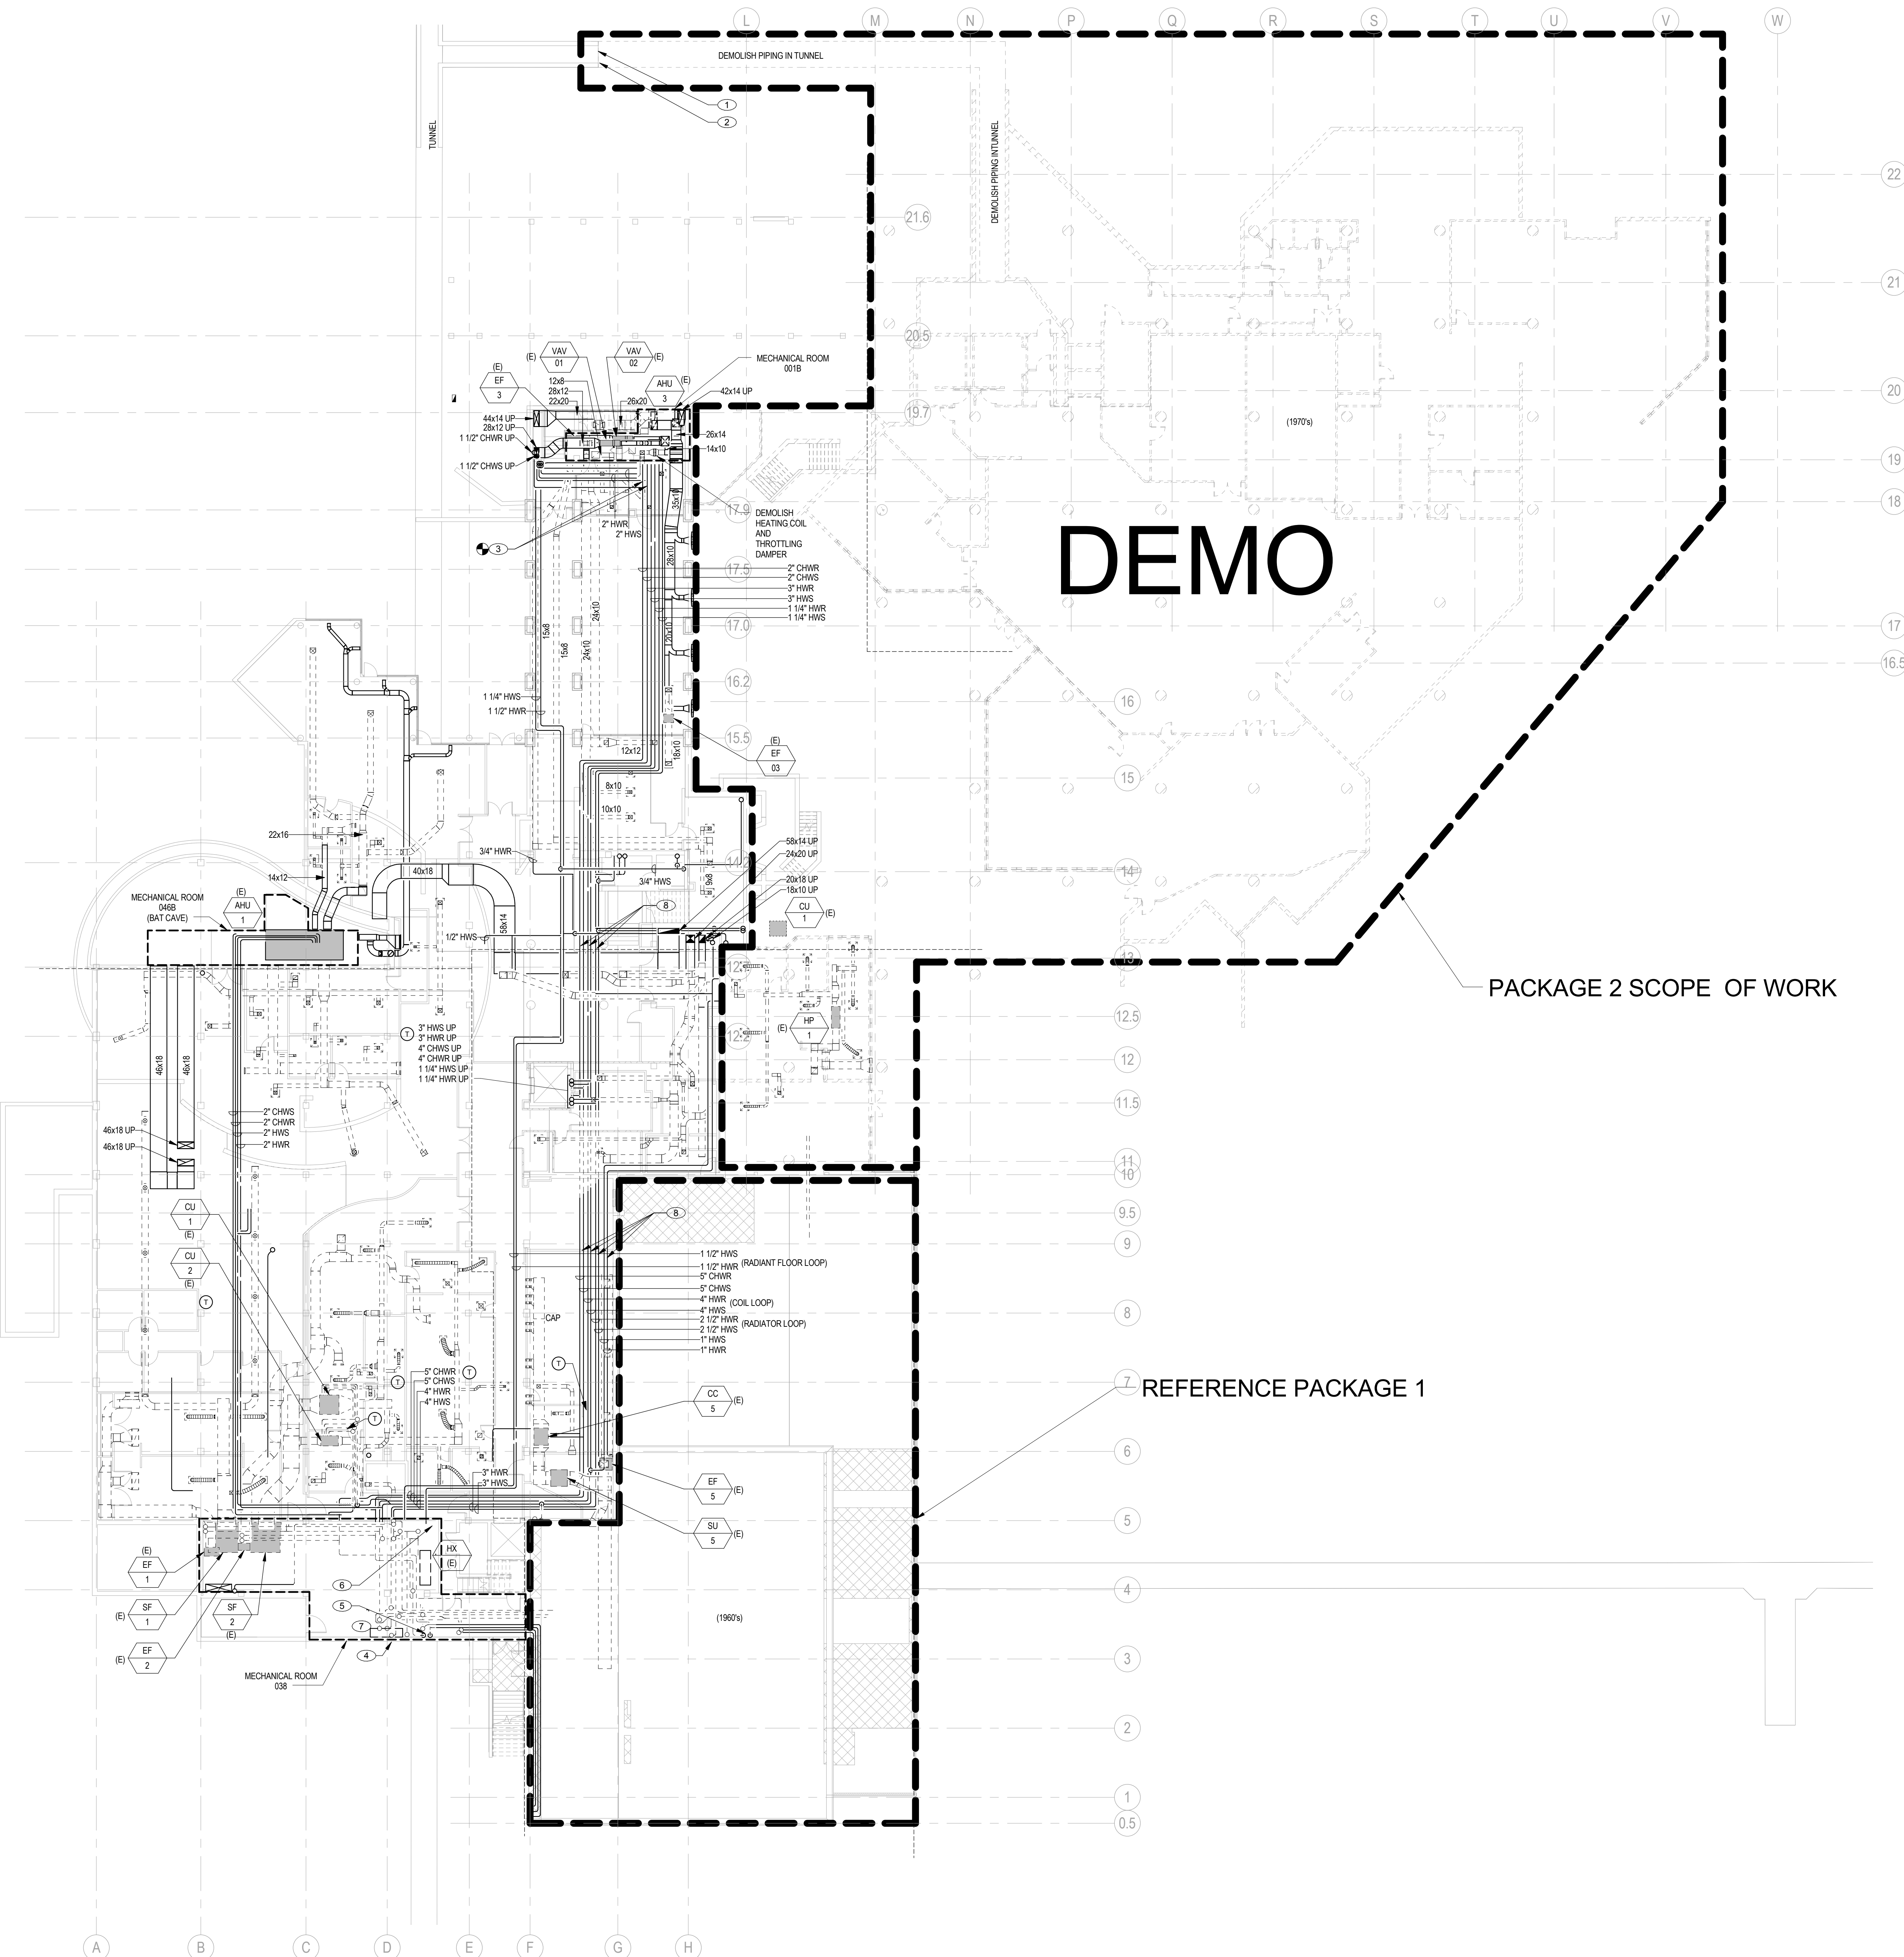 L
M
N
P
Q
R
S
T
U
V
W
DEMOLISH PIPING IN TUNNEL
1
2
TUNNEL
DEMOLISH PIPING INTUNNEL
22
21.6
21
20.5
20
19.7
19
18
17.9
17.5
17.0
17
16.5
16.2
16
15.5
15
14.2
14
13
12.5
12.2
12
11.5
11
10
9.5
9
8
7
6
5
4
3
2
1
0.5
(E)
VAV
01
VAV
02
(E)
MECHANICAL ROOM
001B
(E)
EF
3
12x8
28x12
22x20
26x20
AHU
3
(E)
42x14 UP
44x14 UP
28x12 UP
1 1/2" CHWR UP
1 1/2" CHWS UP
26x14
14x10
(1970's)
35x10
2" HWR
2" HWS
DEMOLISH
HEATING COIL
AND
THROTTLING
DAMPER
DEMO
3
28x10
2" CHWR
2" CHWS
3" HWR
3" HWS
1 1/4" HWR
1 1/4" HWS
15x8
15x8
24x10
24x10
20x10
1 1/4" HWS
1 1/2" HWR
12x12
18x10
(E)
EF
03
8x10
10x10
22x16
14x12
40x18
3/4" HWR
3/4" HWS
9x8
58x14 UP
24x20 UP
20x18 UP
18x10 UP
8
CU
1
(E)
MECHANICAL ROOM
046B
(BAT CAVE)
(E)
AHU
1
1/2" HWS
58x14
PACKAGE 2 SCOPE OF WORK
(E)
HP
1
T
3" HWS UP
3" HWR UP
4" CHWS UP
4" CHWR UP
1 1/4" HWS UP
1 1/4" HWR UP
46x18
46x18
2" CHWS
2" CHWR
2" HWS
2" HWR
46x18 UP
46x18 UP
CU
1
(E)
CU
2
(E)
T
8
1 1/2" HWS
1 1/2" HWR
(RADIANT FLOOR LOOP)
5" CHWR
5" CHWS
4" HWR
4" HWS
(COIL LOOP)
2 1/2" HWR
2 1/2" HWS
(RADIATOR LOOP)
1" HWS
1" HWR
CAP
5" CHWR
5" CHWS
4" HWR
4" HWS
T
T
T
T
REFERENCE PACKAGE 1
CC
5
(E)
3" HWR
3" HWS
EF
5
(E)
SU
5
(E)
HX
(E)
(E)
EF
1
(E)
SF
1
SF
2
(E)
(E)
EF
2
6
5
7
4
MECHANICAL ROOM
038
(1960's)
A
B
C
D
E
F
G
H